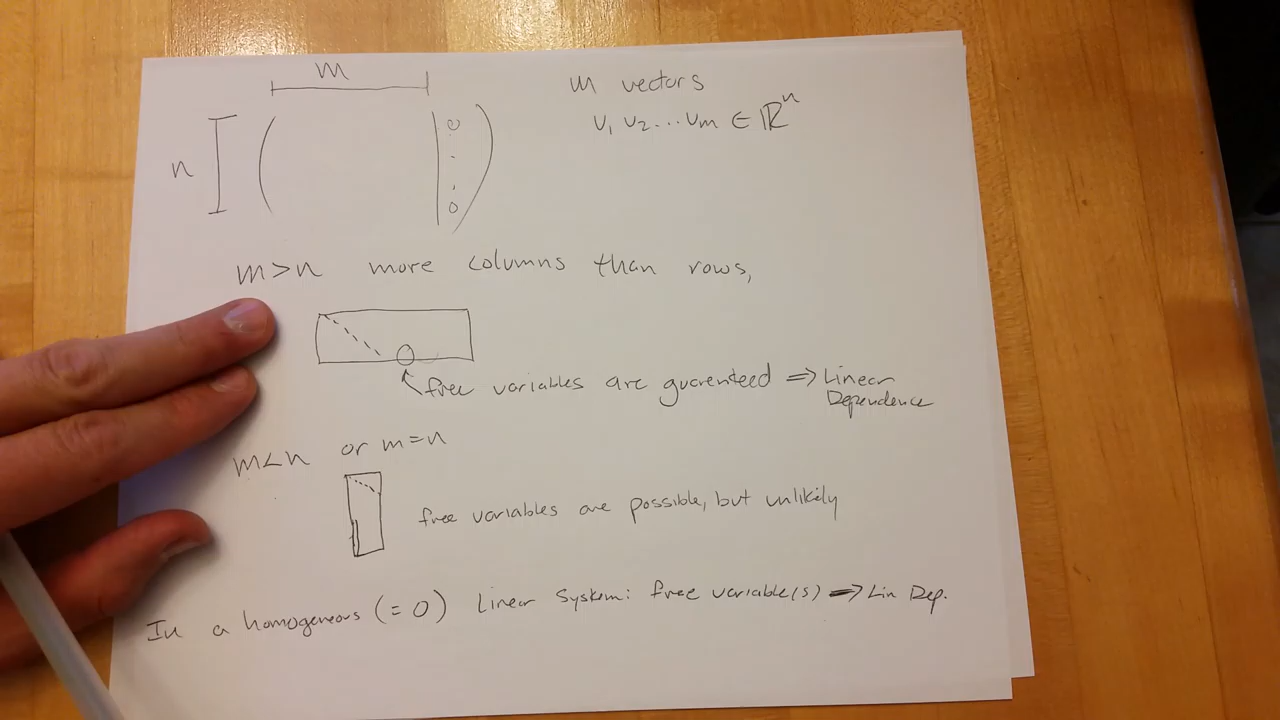 m
m vectors
v₁ v₂ ... vₘ ∈ ℝⁿ
n
0
.
.
0
m>n more columns than rows,
free variables are guarenteed ⇒ Linear
Dependence
m<n or m=n
free variables are possible, but unlikely
In a homogeneous (=0) Linear System: free variable(s) ⇒ Lin Dep.